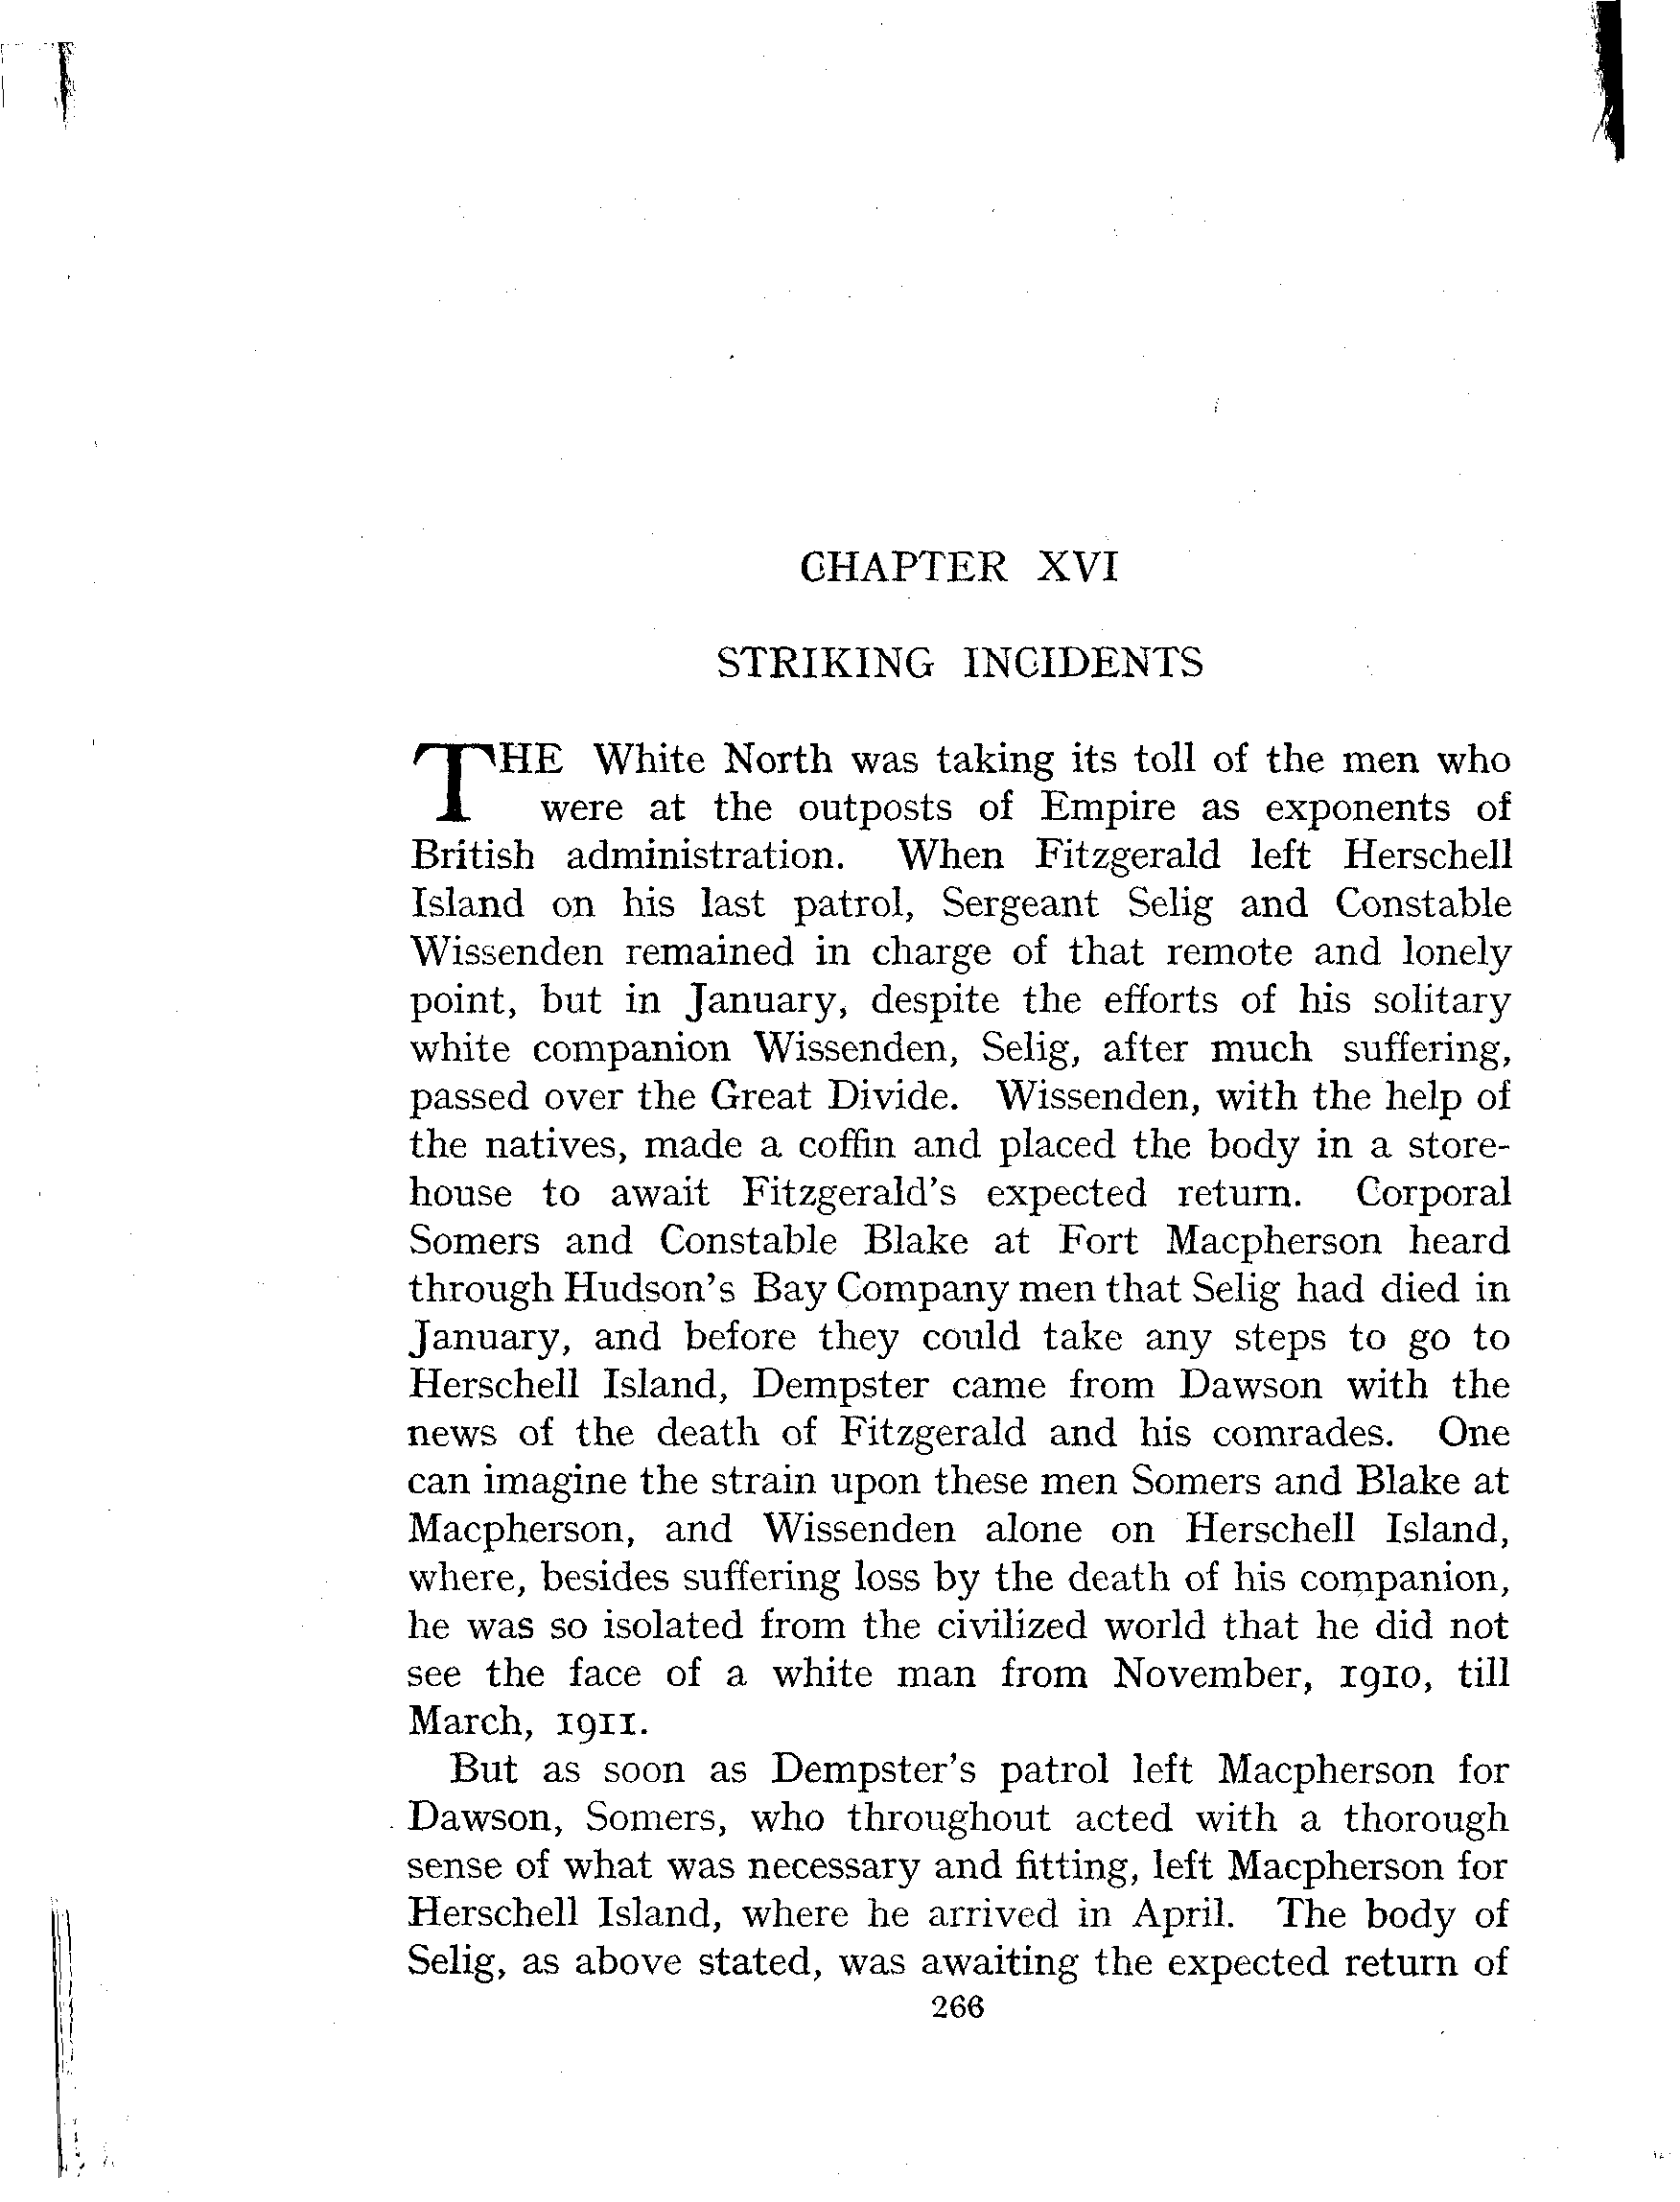 CHAPTER XVI
STRIKING INCIDENTS
THE White North was taking its toll of the men who
were at the outposts of Empire as exponents of
British administration. When Fitzgerald left Herschell
Island on his last patrol, Sergeant Selig and Constable
Wissenden remained in charge of that remote and lonely
point, but in January, despite the efforts of his solitary
white companion Wissenden, Selig, after much suffering,
passed over the Great Divide. Wissenden, with the help of
the natives, made a coffin and placed the body in a store-
house to await Fitzgerald's expected return. Corporal
Somers and Constable Blake at Fort Macpherson heard
through Hudson's Bay Company men that Selig had died in
January, and before they could take any steps to go to
Herschell Island, Dempster came from Dawson with the
news of the death of Fitzgerald and his comrades. One
can imagine the strain upon these men Somers and Blake at
Macpherson, and Wissenden alone on Herschell Island,
where, besides suffering loss by the death of his companion,
he was so isolated from the civilized world that he did not
see the face of a white man from November, 1910, till
March, 1911.
But as soon as Dempster's patrol left Macpherson for
Dawson, Somers, who throughout acted with a thorough
sense of what was necessary and fitting, left Macpherson for
Herschell Island, where he arrived in April. The body of
Selig, as above stated, was awaiting the expected return of
266